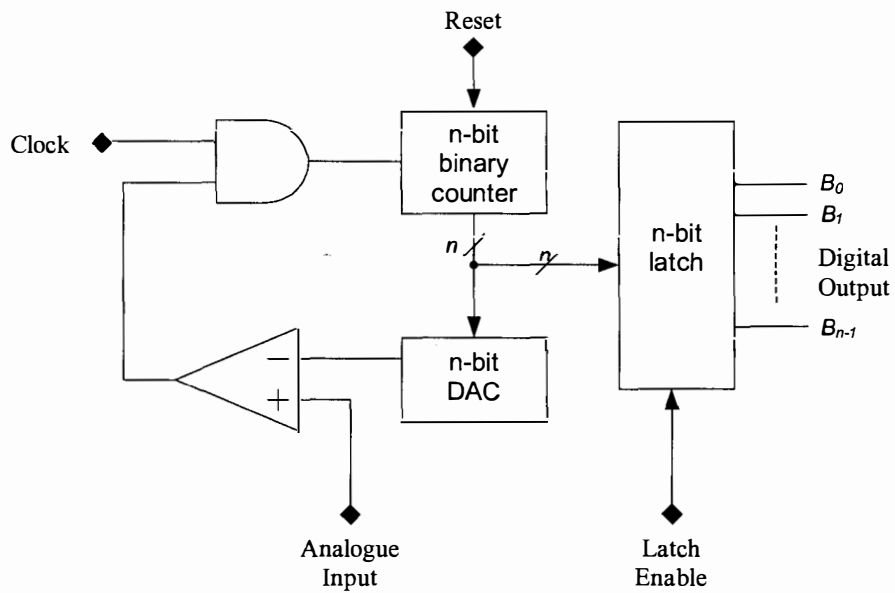 Reset
Clock
n-bit
binary
counter
n
n
n-bit
latch
B0
B1
Digital
Output
Bn-1
n-bit
DAC
−
+
Analogue
Input
Latch
Enable